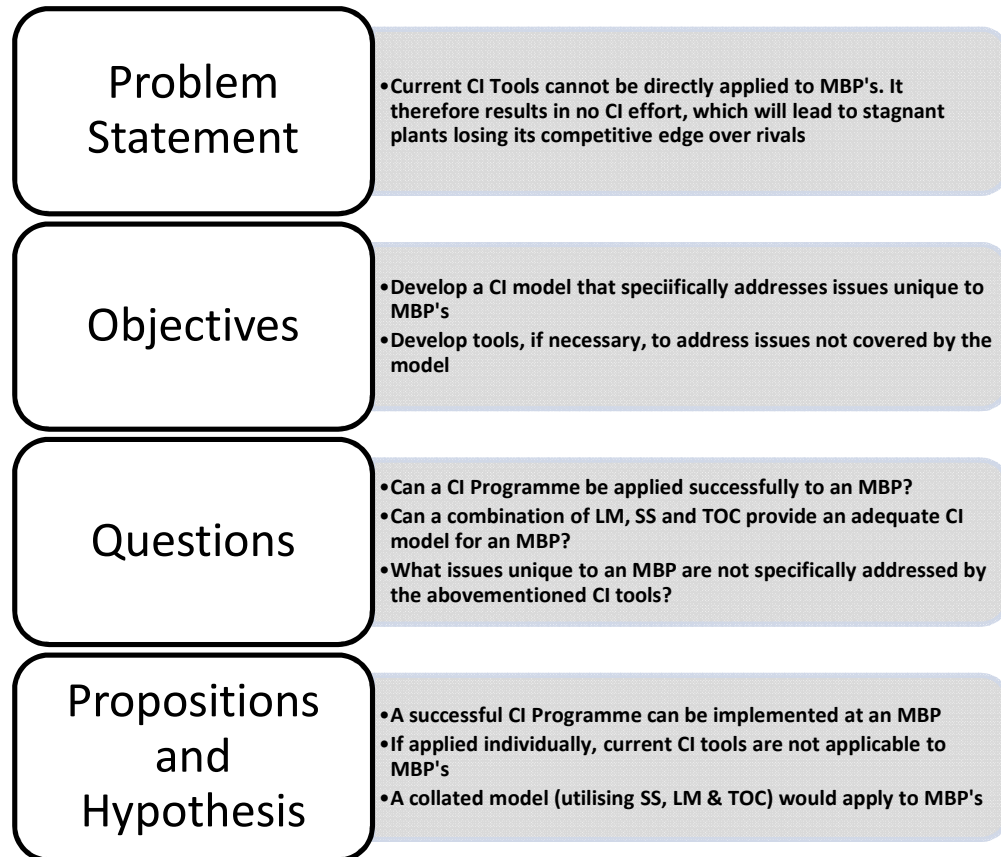 Problem
Statement
•Current CI Tools cannot be directly applied to MBP's. It
therefore results in no CI effort, which will lead to stagnant
plants losing its competitive edge over rivals
Objectives
•Develop a CI model that speciifically addresses issues unique to
MBP's
•Develop tools, if necessary, to address issues not covered by the
model
Questions
•Can a CI Programme be applied successfully to an MBP?
•Can a combination of LM, SS and TOC provide an adequate CI
model for an MBP?
•What issues unique to an MBP are not specifically addressed by
the abovementioned CI tools?
Propositions
and
Hypothesis
•A successful CI Programme can be implemented at an MBP
•If applied individually, current CI tools are not applicable to
MBP's
•A collated model (utilising SS, LM & TOC) would apply to MBP's